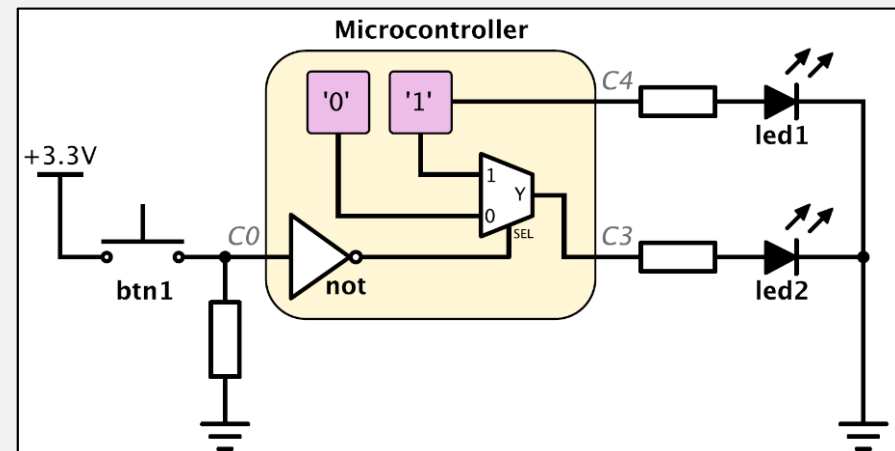 Microcontroller
'0'
'1'
C4
led1
+3.3V
1
Y
0
SEL
C0
C3
btn1
not
led2